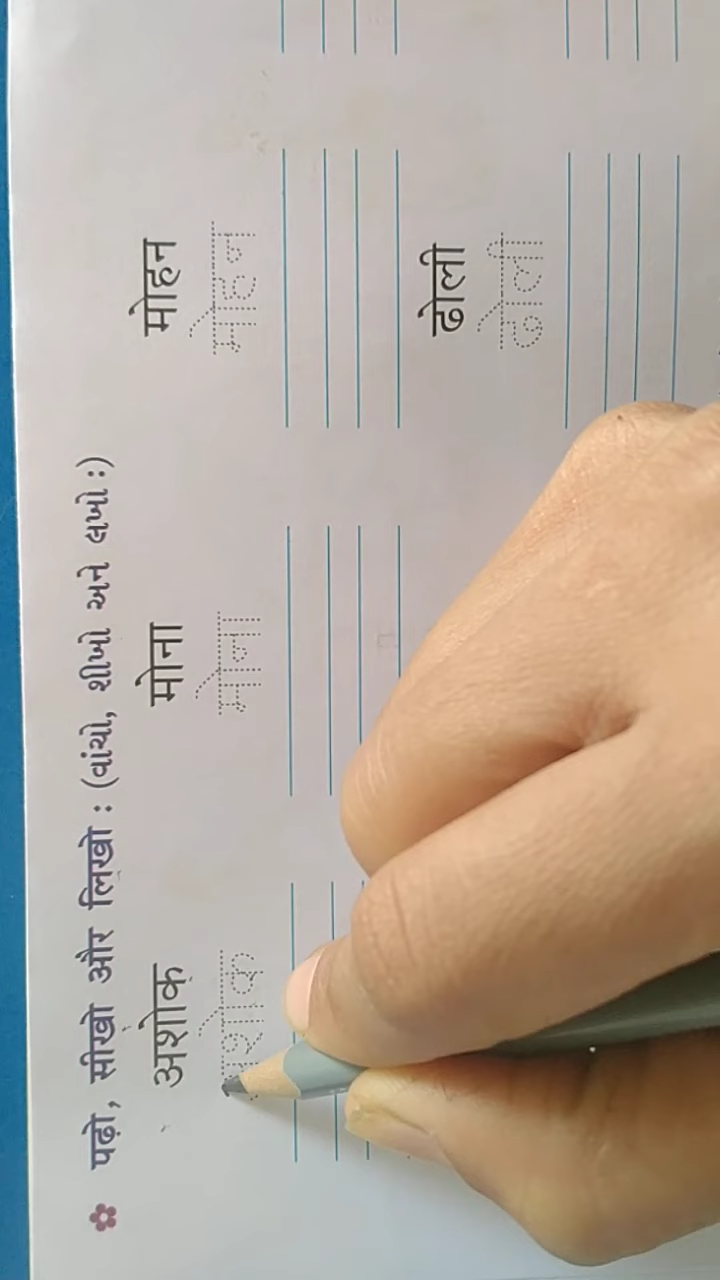 पढ़ो, सीखो और लिखो : (વાંચો, શીખો અને લખો :)
अशोक मोना मोहन
अशोक मोना मोहन
ढोली
ढोली